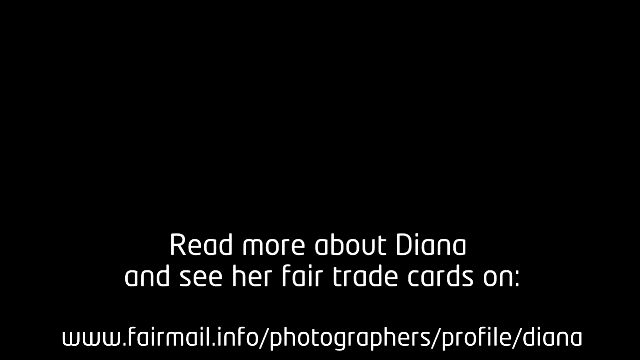 Read more about Diana
and see her fair trade cards on:
www.fairmail.info/photographers/profile/diana